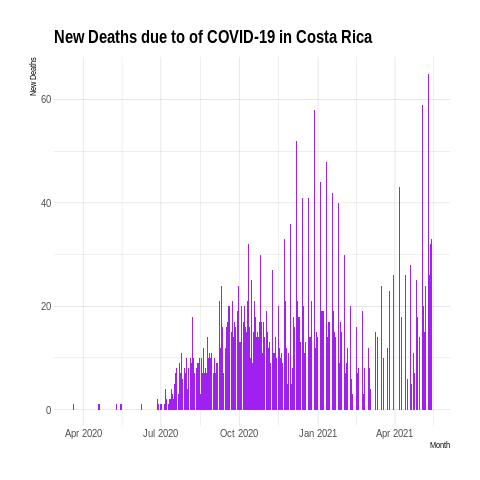 New Deaths due to of COVID-19 in Costa Rica
New Deaths
60
40
20
0
Apr 2020 Jul 2020 Oct 2020 Jan 2021 Apr 2021
Month